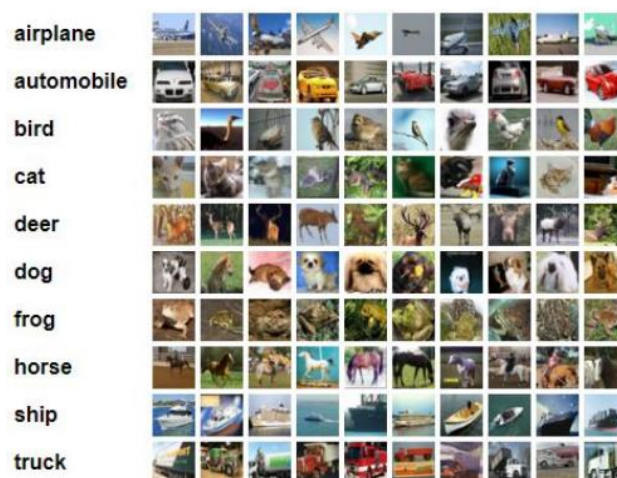 airplane
automobile
bird
cat
deer
dog
frog
horse
ship
truck